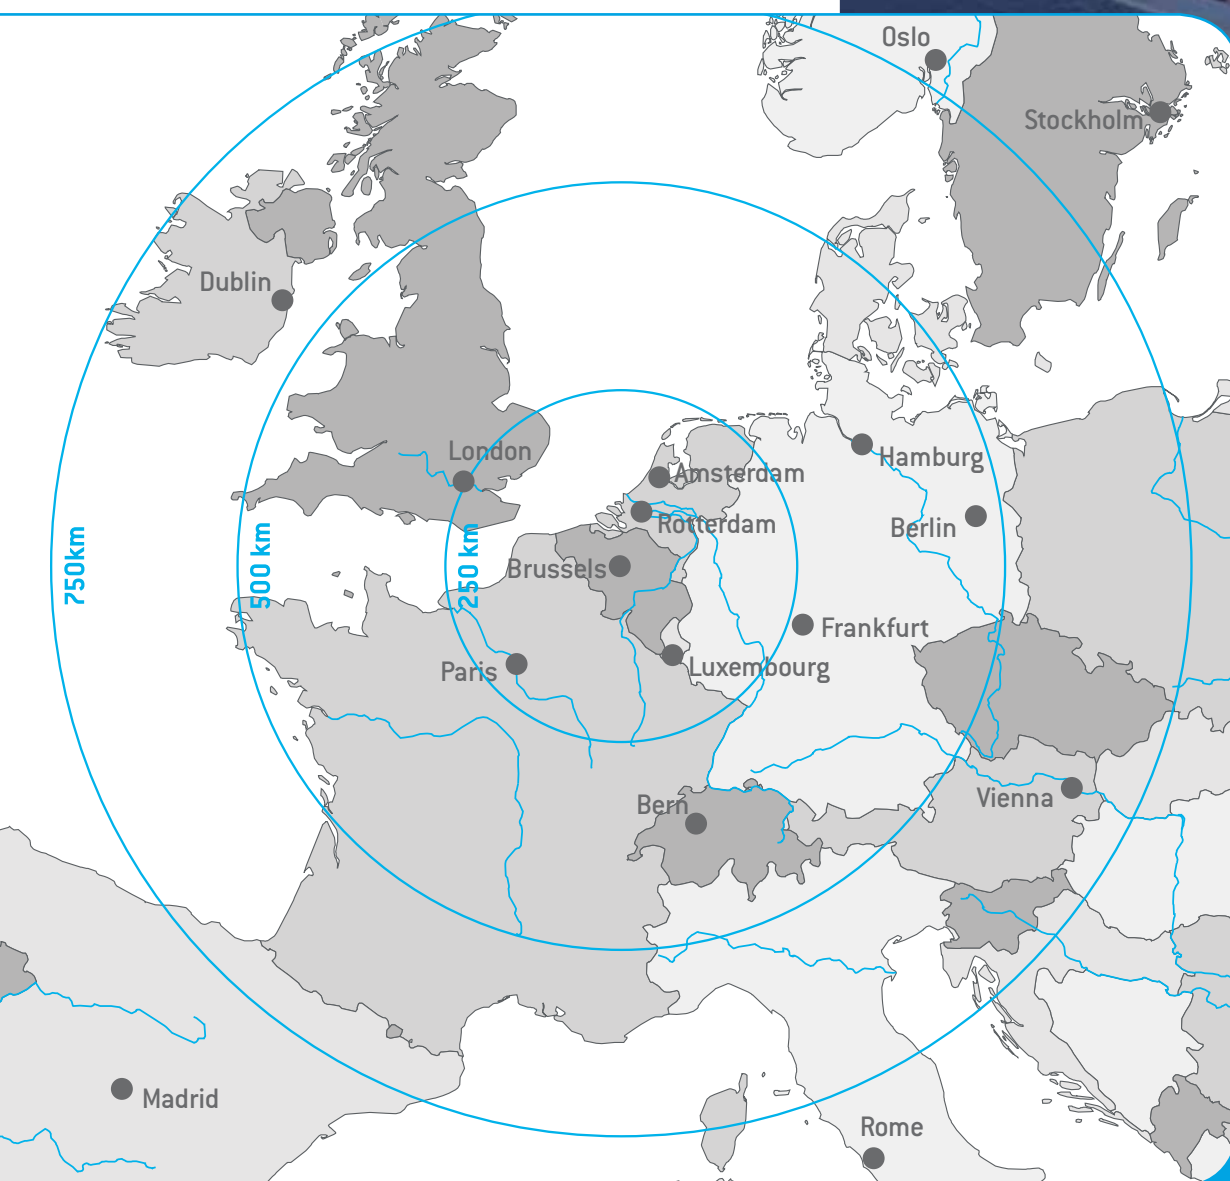 Oslo
Stockholm
Dublin
London
Amsterdam
Hamburg
Rotterdam
Berlin
750km
500 km
250 km
Brussels
Frankfurt
Paris
Luxembourg
Bern
Vienna
Madrid
Rome